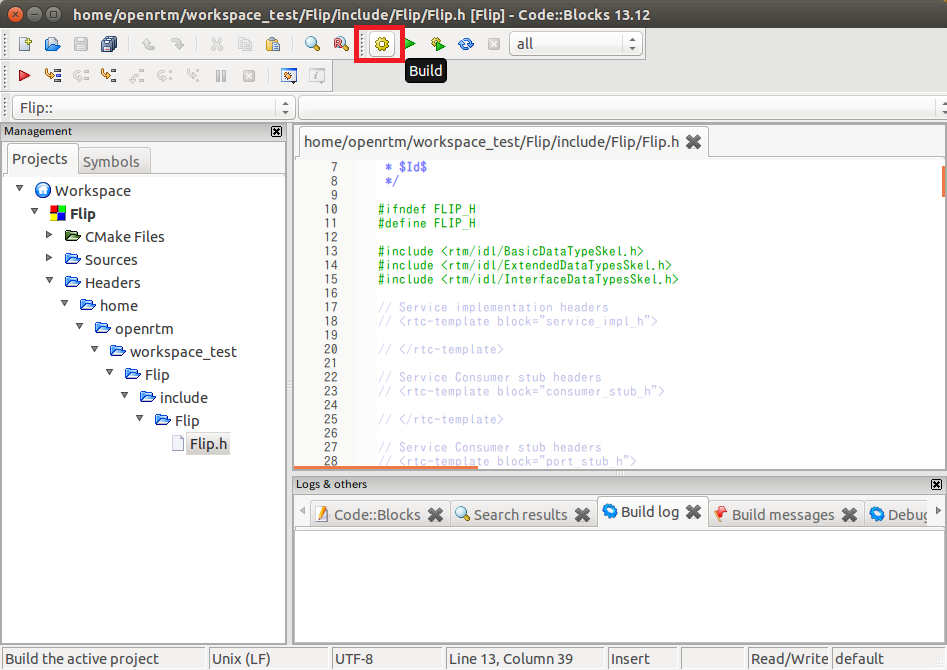 home/openrtm/workspace_test/Flip/include/Flip/Flip.h [Flip] - Code::Blocks 13.12
all
Build
Flip::
Management
Projects
Symbols
Workspace
Flip
CMake Files
Sources
Headers
home
openrtm
workspace_test
Flip
include
Flip
Flip.h
home/openrtm/workspace_test/Flip/include/Flip/Flip.h
7 * $Id$
8 */
9
10 #ifndef FLIP_H
11 #define FLIP_H
12
13 #include <rtm/idl/BasicDataTypeSkel.h>
14 #include <rtm/idl/ExtendedDataTypesSkel.h>
15 #include <rtm/idl/InterfaceDataTypesSkel.h>
16
17 // Service implementation headers
18 // <rtc-template block="service_impl_h">
19
20 // </rtc-template>
21
22 // Service Consumer stub headers
23 // <rtc-template block="consumer_stub_h">
24
25 // </rtc-template>
26
27 // Service Consumer stub headers
28 // <rtc-template block="port_stub_h">
Logs & others
Code::Blocks
Search results
Build log
Build messages
Debug
Build the active project
Unix (LF)
UTF-8
Line 13, Column 39
Insert
Read/Write
default